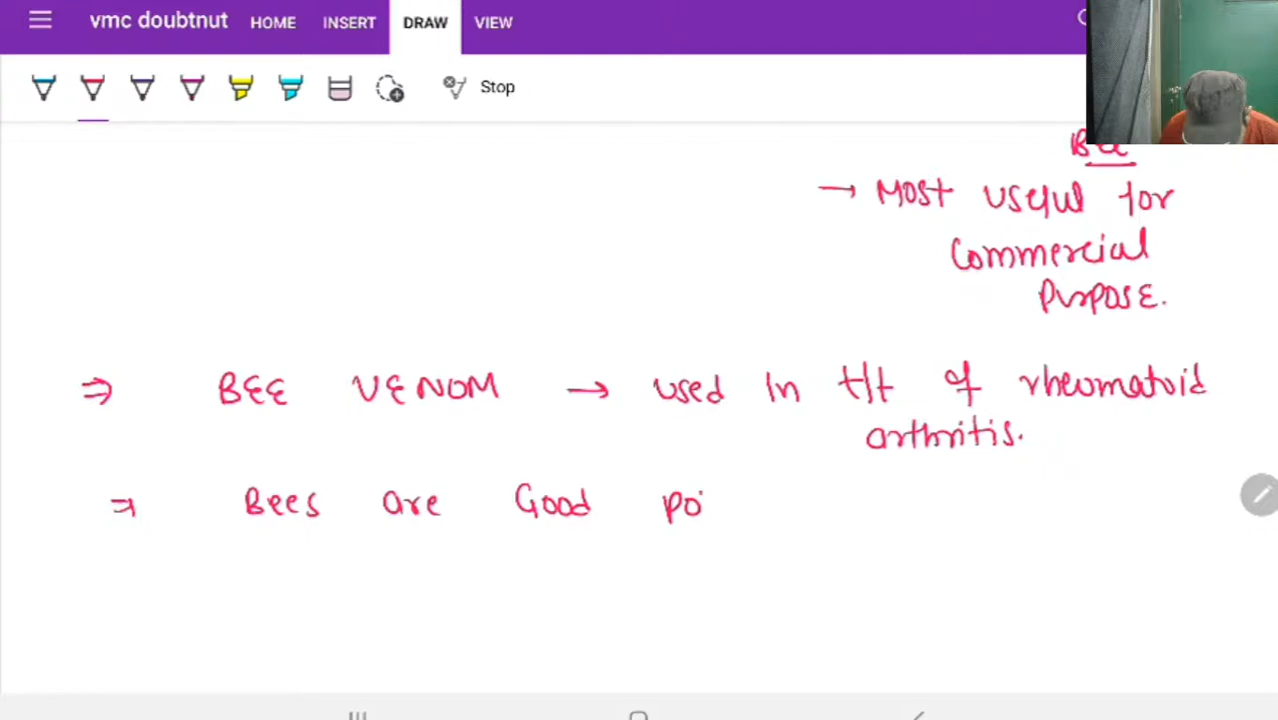 vmc doubtnut HOME INSERT DRAW VIEW
Stop
Bee
→ Most useful for
Commercial
Purpose.
⇒ BEE VENOM → used in t/t of rheumatoid
arthritis.
⇒ Bees are Good po